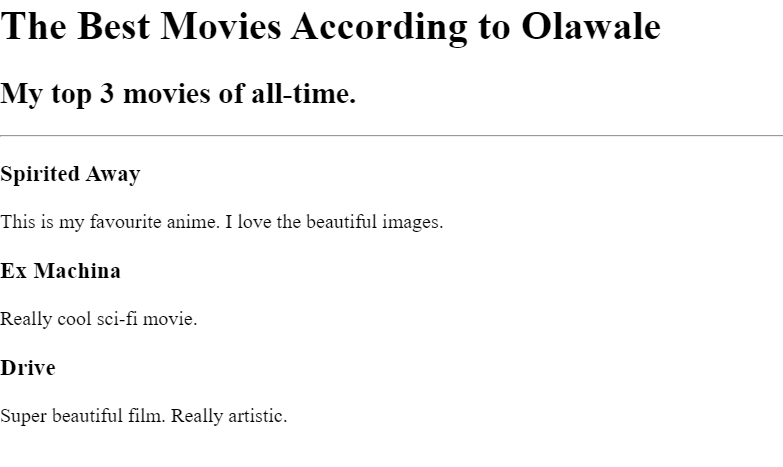 The Best Movies According to Olawale
My top 3 movies of all-time.
Spirited Away
This is my favourite anime. I love the beautiful images.
Ex Machina
Really cool sci-fi movie.
Drive
Super beautiful film. Really artistic.